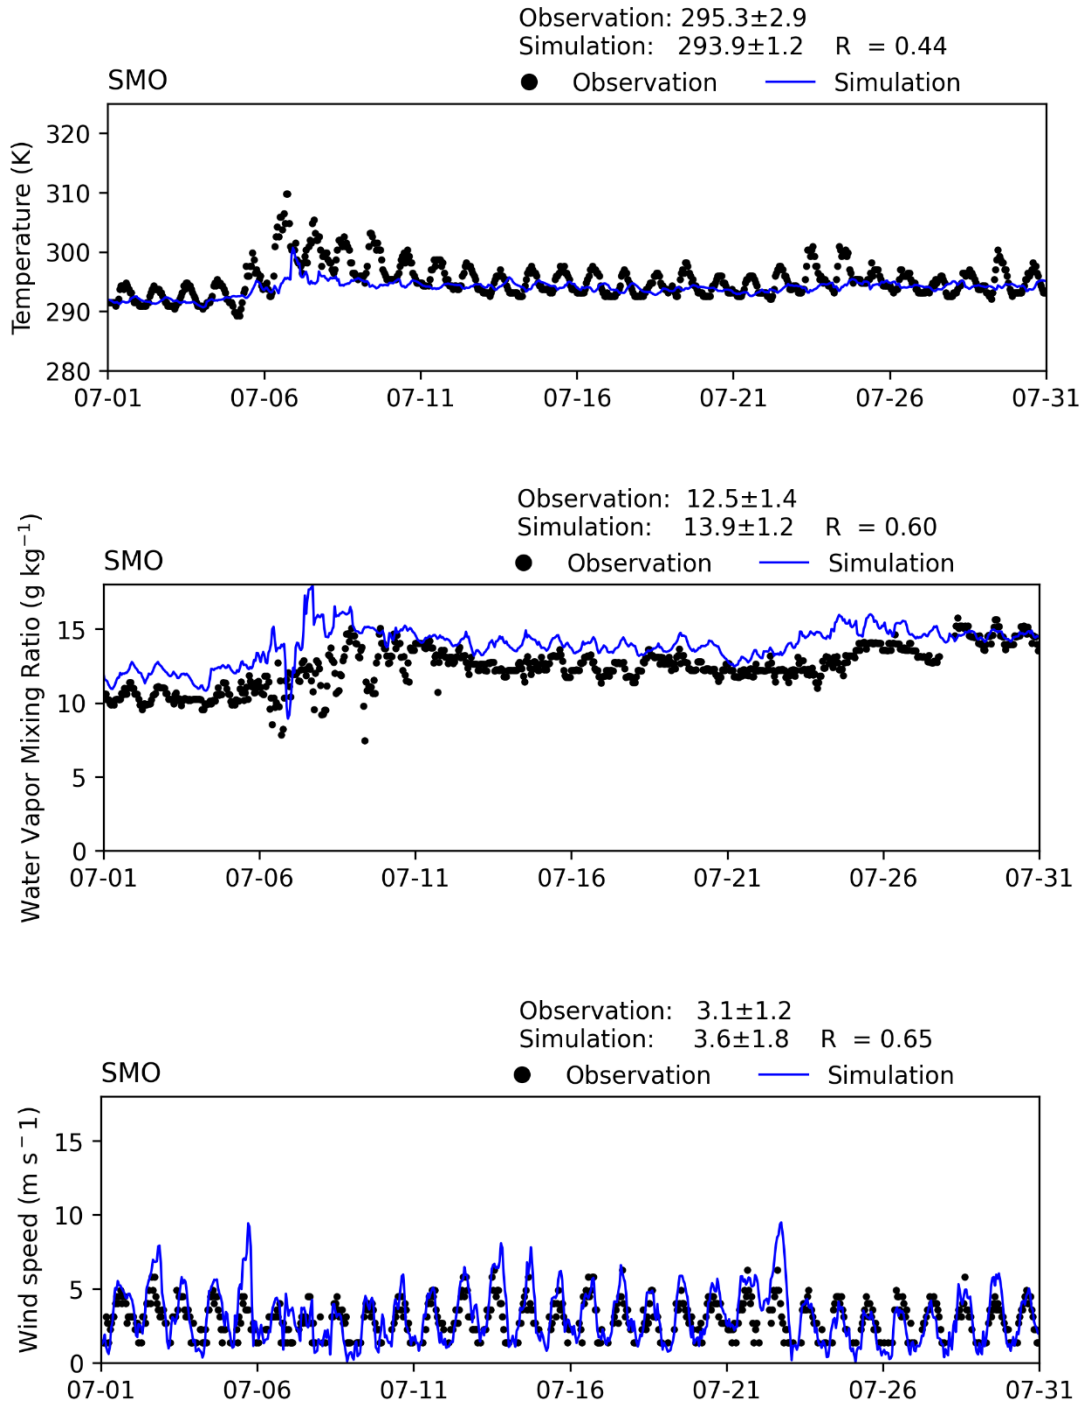 Observation: 295.3±2.9
Simulation: 293.9±1.2 R = 0.44
SMO
Observation Simulation
Temperature (K)
320
310
300
290
280
07-01 07-06 07-11 07-16 07-21 07-26 07-31
Observation: 12.5±1.4
Simulation: 13.9±1.2 R = 0.60
SMO
Observation Simulation
Water Vapor Mixing Ratio (g kg⁻¹)
15
10
5
0
07-01 07-06 07-11 07-16 07-21 07-26 07-31
Observation: 3.1±1.2
Simulation: 3.6±1.8 R = 0.65
SMO
Observation Simulation
Wind speed (m s⁻1)
15
10
5
0
07-01 07-06 07-11 07-16 07-21 07-26 07-31